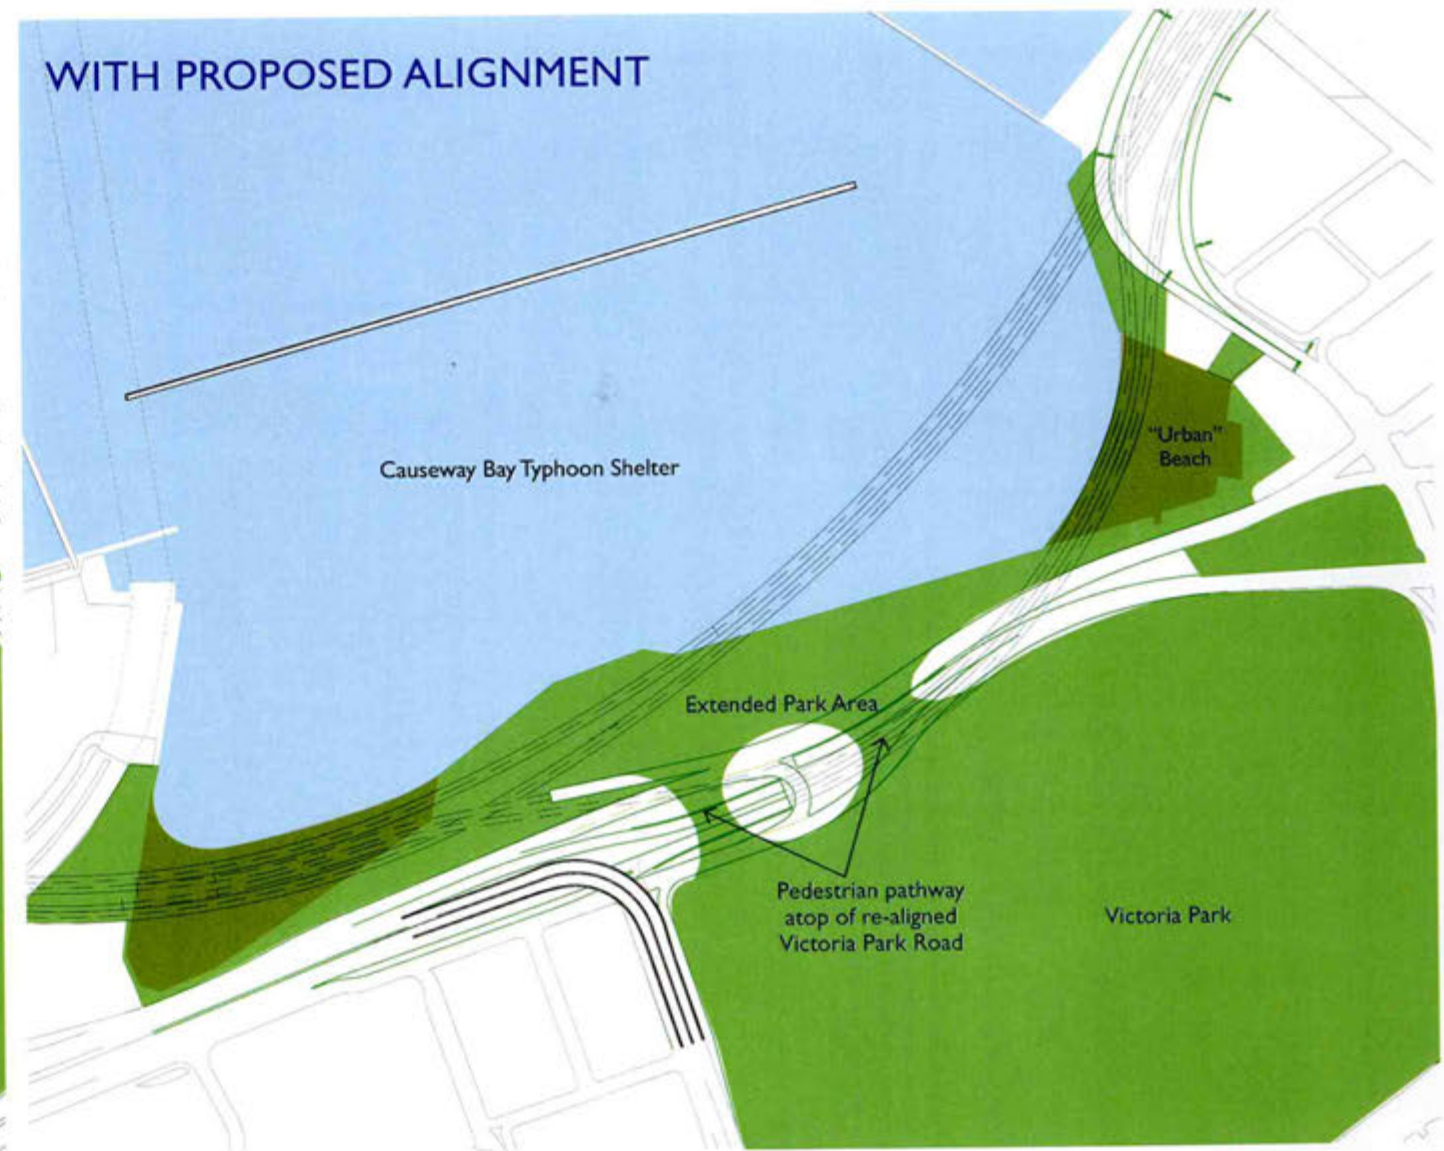 WITH PROPOSED ALIGNMENT
"Urban"
Beach
Causeway Bay Typhoon Shelter
Extended Park Area
Pedestrian pathway
atop of re-aligned
Victoria Park Road
Victoria Park